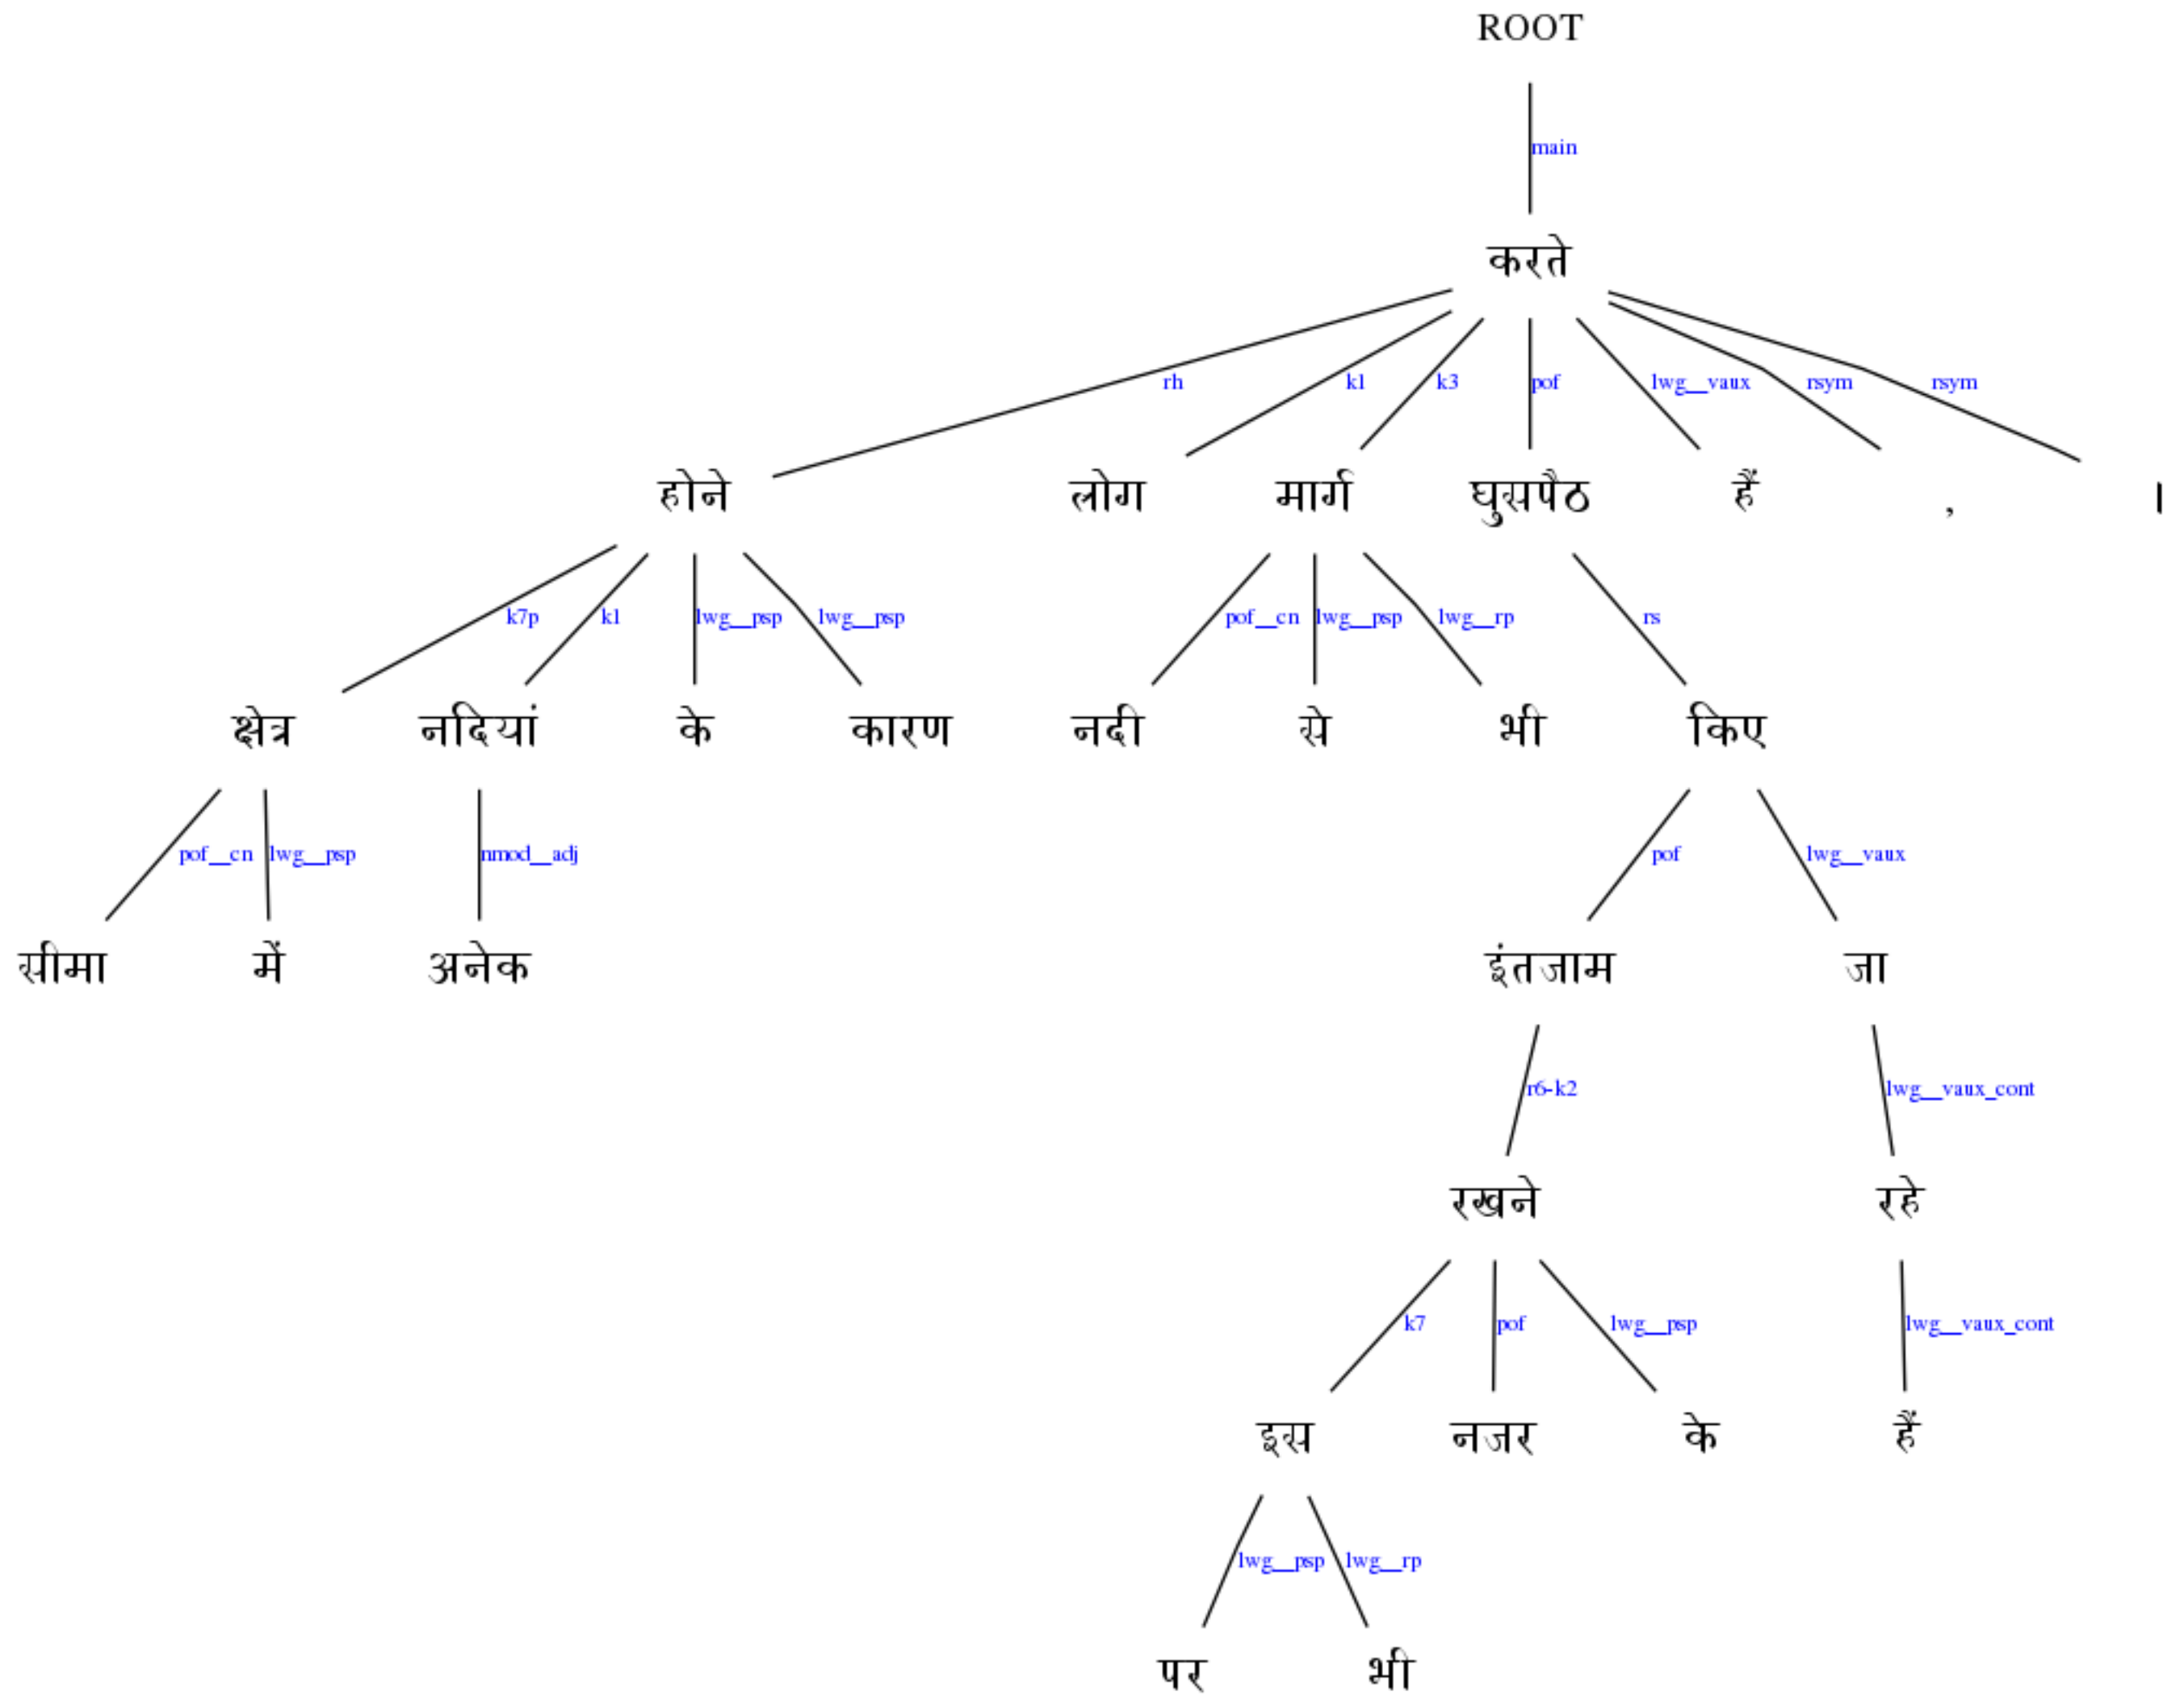 ROOT
main
करते
rh k1 k3 pof lwg__vaux rsym rsym
होने लोग मार्ग घुसपैठ हैं , ।
k7p k1 lwg__psp lwg__psp pof__cn lwg__psp lwg__rp rs
क्षेत्र नदियां के कारण नदी से भी किए
pof__cn lwg__psp nmod__adj pof lwg__vaux
सीमा में अनेक इंतजाम जा
r6-k2 lwg__vaux_cont
रखने रहे
k7 pof lwg__psp lwg__vaux_cont
इस नजर के हैं
lwg__psp lwg__rp
पर भी